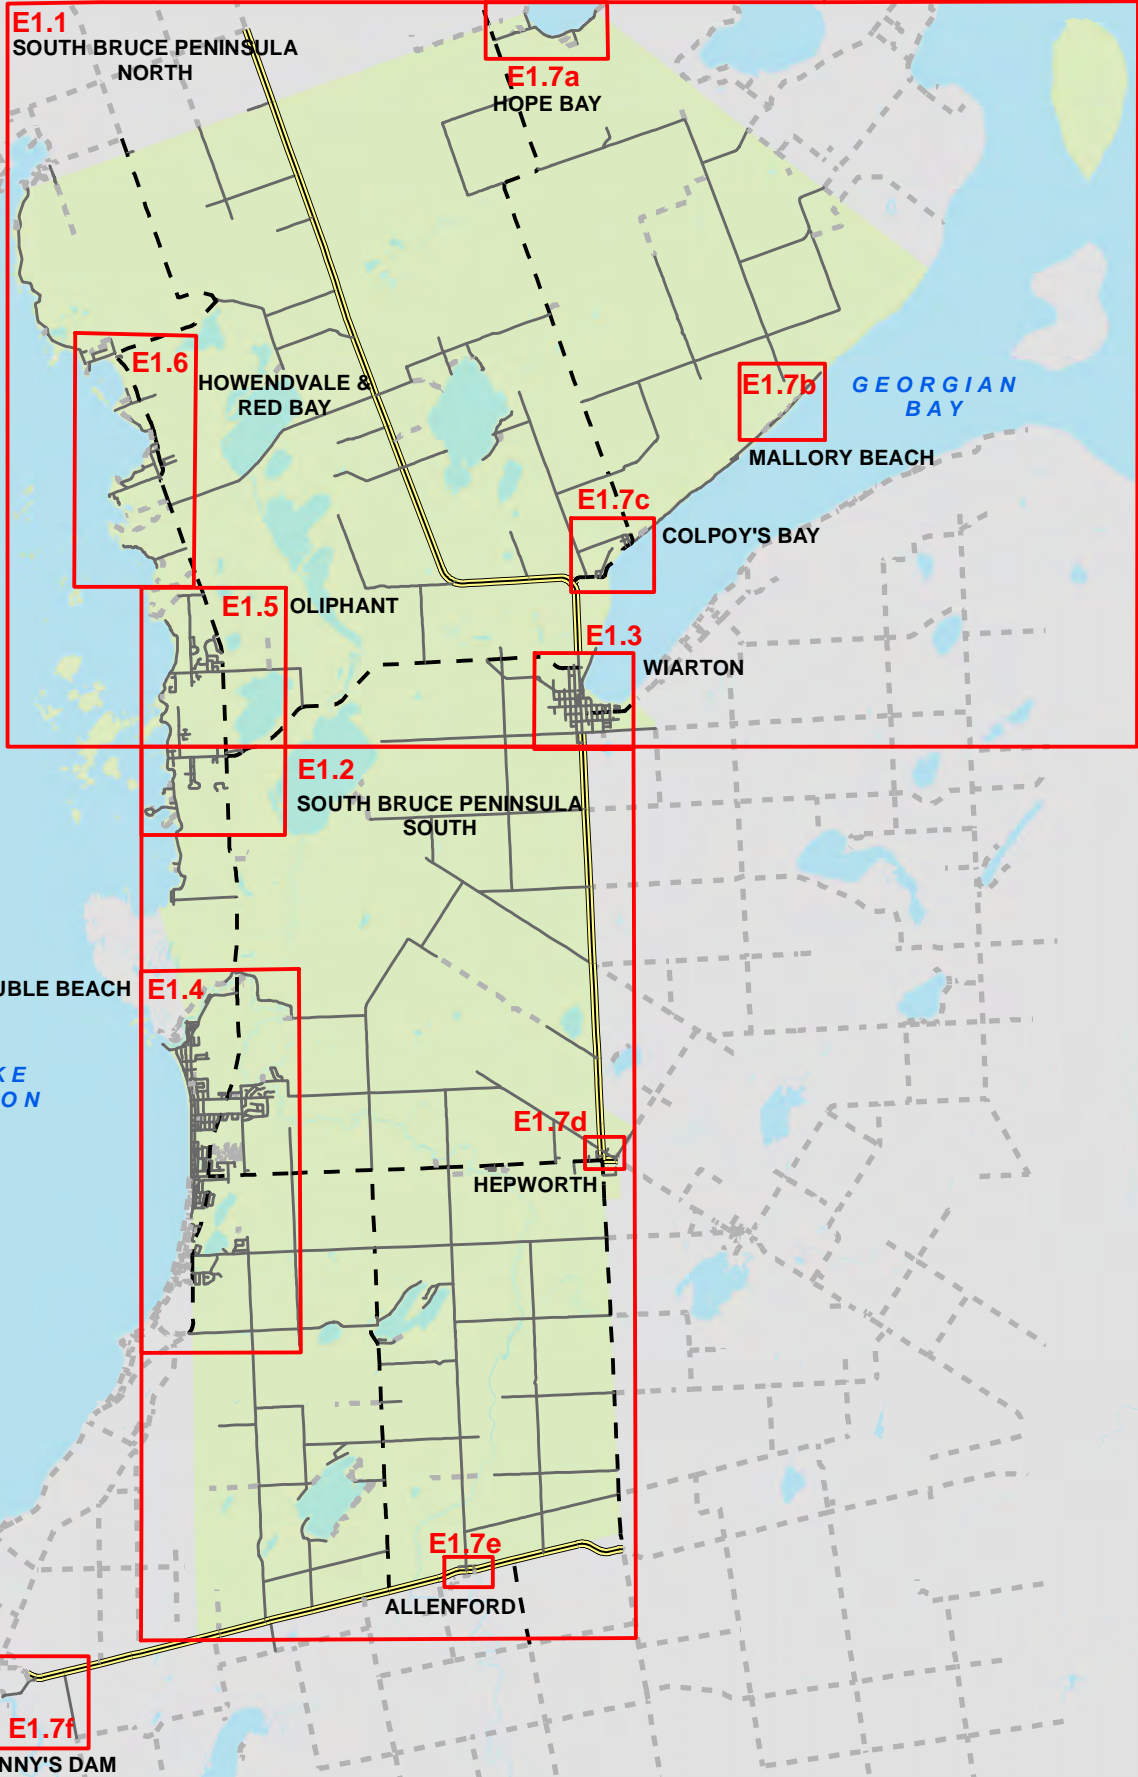 E1.1
SOUTH BRUCE PENINSULA
NORTH
E1.7a
HOPE BAY
E1.6
HOWENDVALE &
RED BAY
E1.7b
GEORGIAN
BAY
MALLORY BEACH
E1.7c
COLPOY'S BAY
E1.5
OLIPHANT
E1.3
WIARTON
E1.2
SOUTH BRUCE PENINSULA
SOUTH
UBLE BEACH
E1.4
KE
ON
E1.7d
HEPWORTH
E1.7e
ALLENFORD
E1.7f
NNY'S DAM